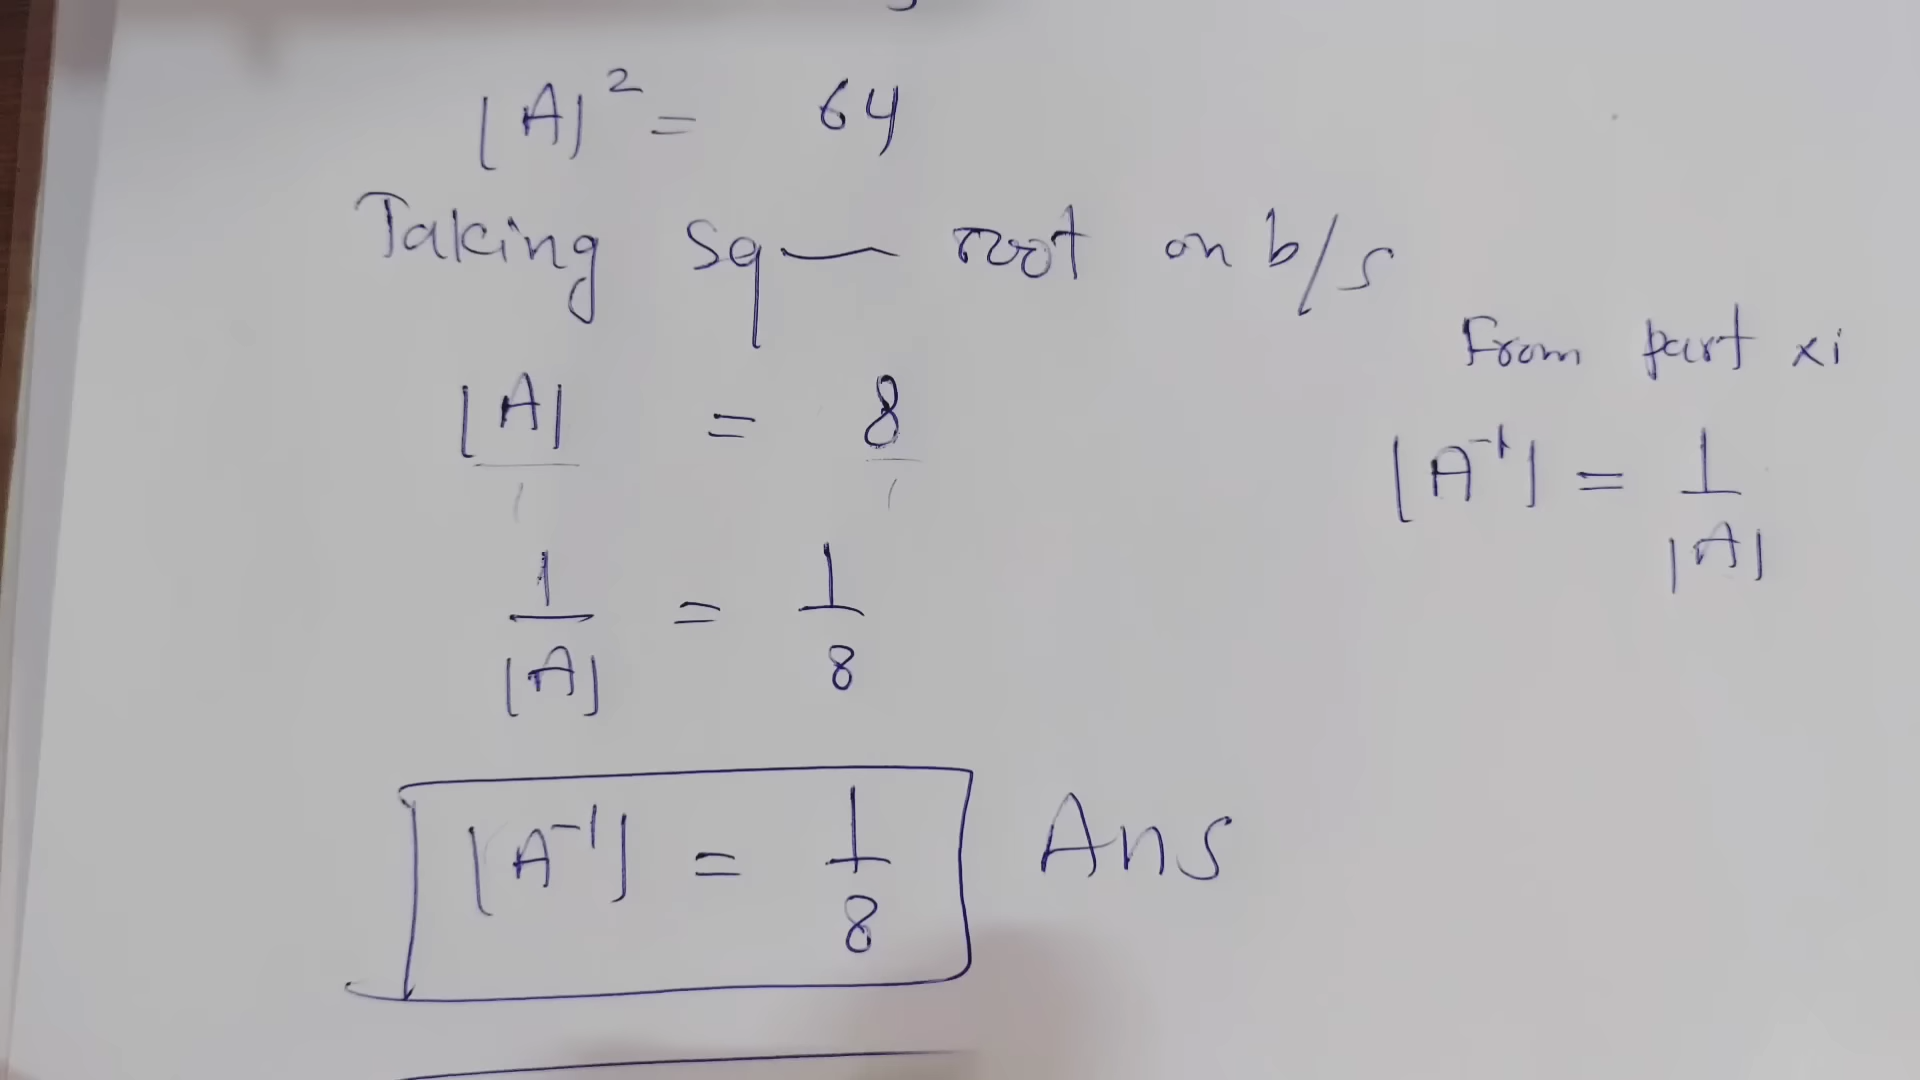 |A|² = 64
Taking sq root on b/s
|A| = 8
1/|A| = 1/8
|A⁻¹| = 1/8 Ans
From part xi
|A⁻¹| = 1/|A|